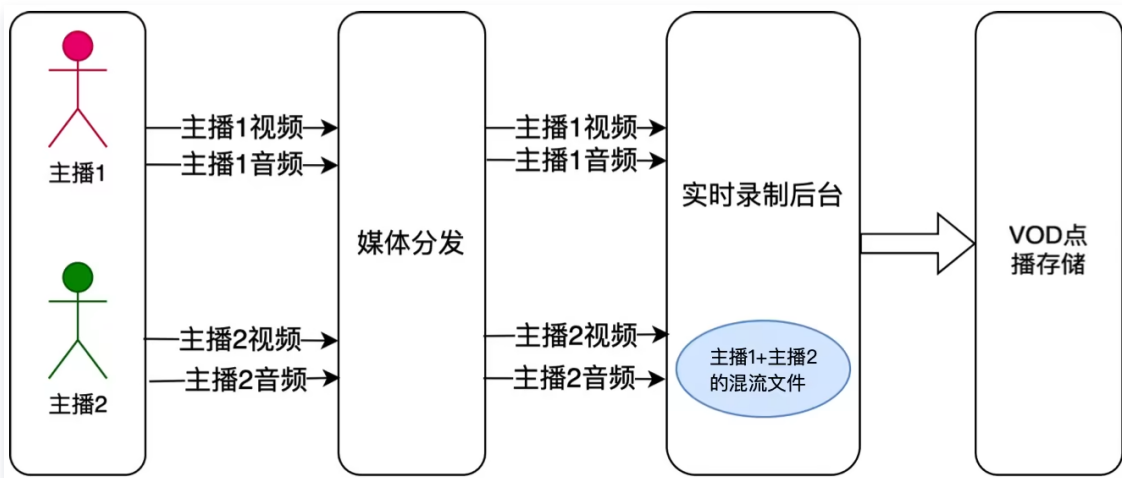 主播1
主播1视频
主播1音频
主播2
主播2视频
主播2音频
媒体分发
主播1视频
主播1音频
主播2视频
主播2音频
实时录制后台
主播1+主播2
的混流文件
VOD点
播存储